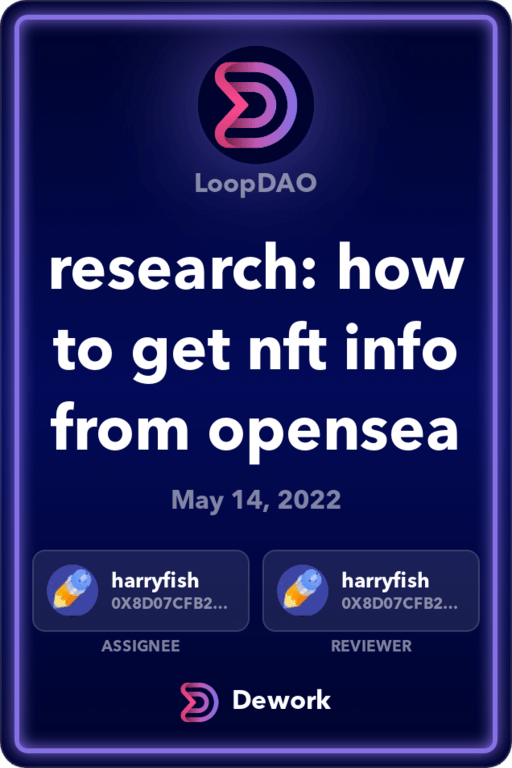 LoopDAO
research: how
to get nft info
from opensea
May 14, 2022
harryfish harryfish
0X8D07CFB2... 0X8D07CFB2...
ASSIGNEE REVIEWER
Dework